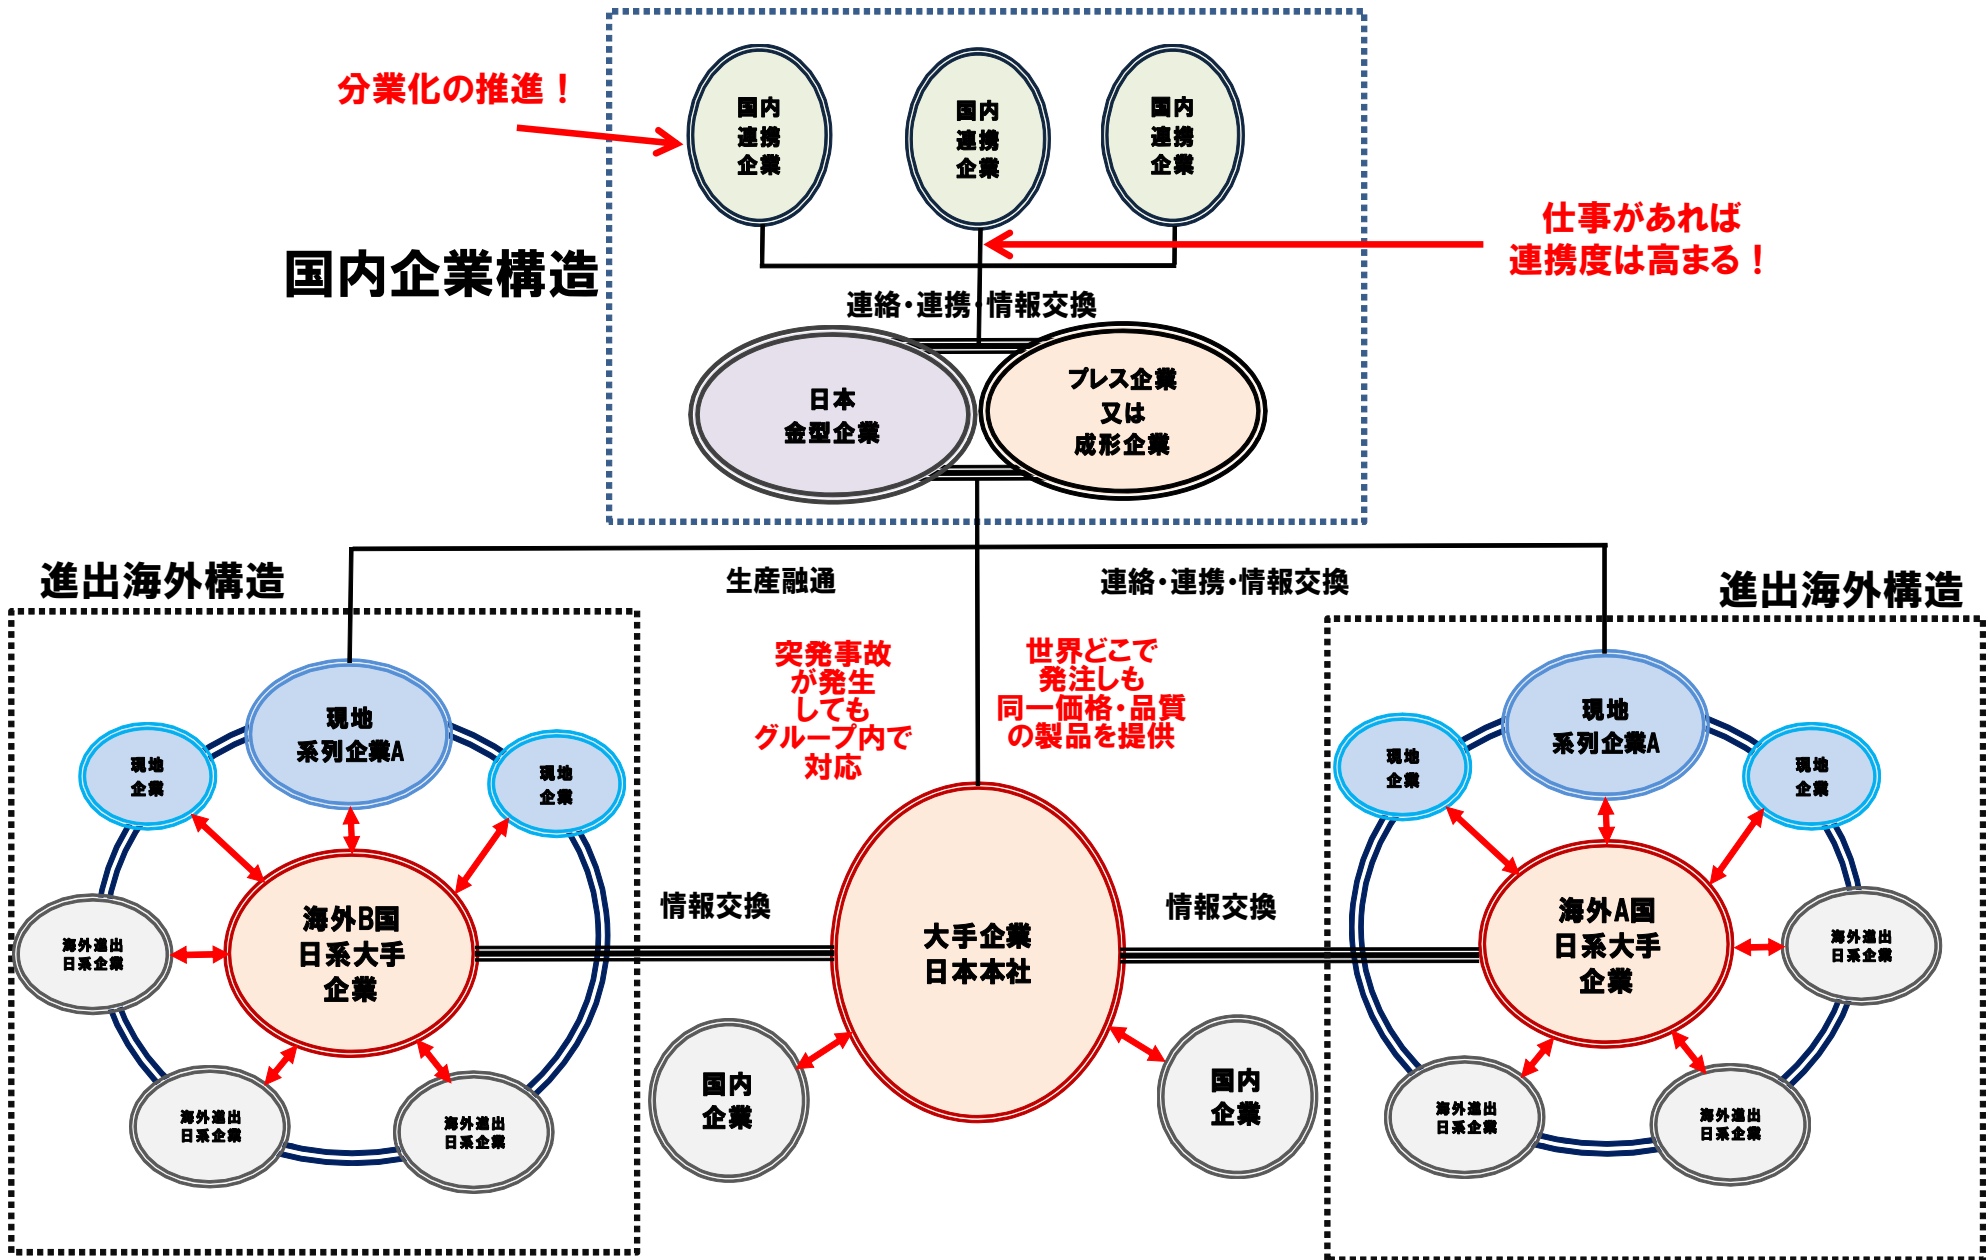 分業化の推進！
国内
連携
企業
国内
連携
企業
国内
連携
企業
仕事があれば
連携度は高まる！
国内企業構造
連絡・連携・情報交換
日本
金型企業
プレス企業
又は
成形企業
進出海外構造
生産融通
連絡・連携・情報交換
進出海外構造
突発事故
が発生
しても
グループ内で
対応
世界どこで
発注しも
同一価格・品質
の製品を提供
現地
系列企業A
現地
企業
現地
企業
海外B国
日系大手
企業
海外進出
日系企業
海外進出
日系企業
海外進出
日系企業
情報交換
大手企業
日本本社
情報交換
国内
企業
国内
企業
現地
系列企業A
現地
企業
現地
企業
海外A国
日系大手
企業
海外進出
日系企業
海外進出
日系企業
海外進出
日系企業